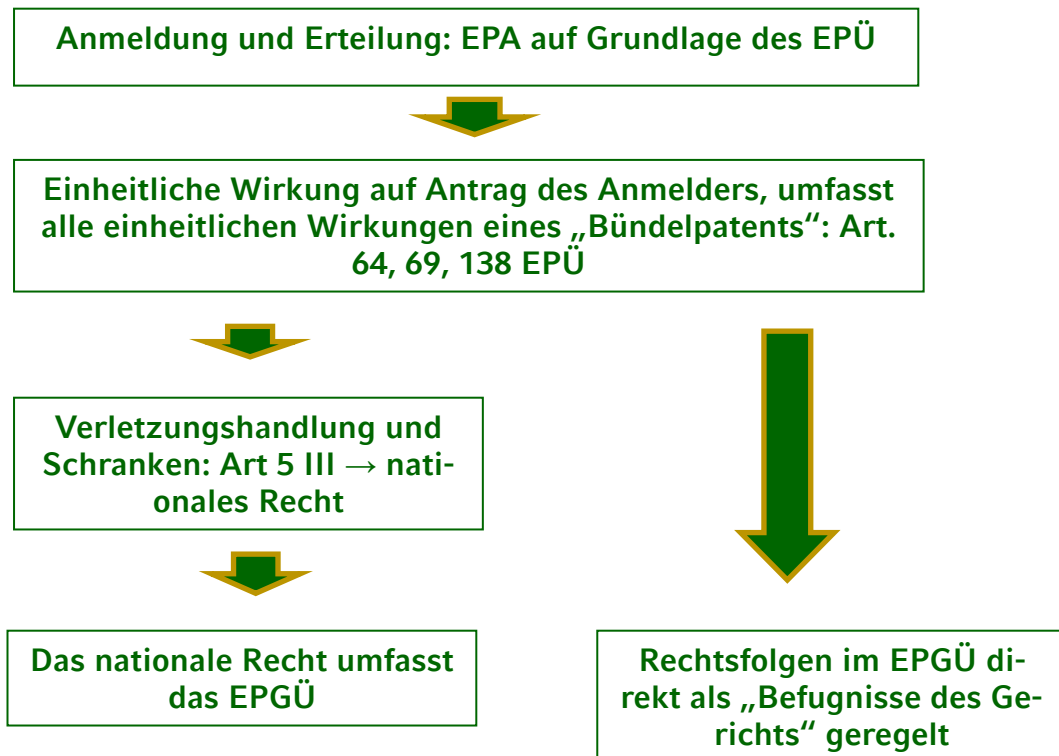 Anmeldung und Erteilung: EPA auf Grundlage des EPÜ
Einheitliche Wirkung auf Antrag des Anmelders, umfasst
alle einheitlichen Wirkungen eines „Bündelpatents“: Art.
64, 69, 138 EPÜ
Verletzungshandlung und
Schranken: Art 5 III → nati-
onales Recht
Das nationale Recht umfasst
das EPGÜ
Rechtsfolgen im EPGÜ di-
rekt als „Befugnisse des Ge-
richts“ geregelt